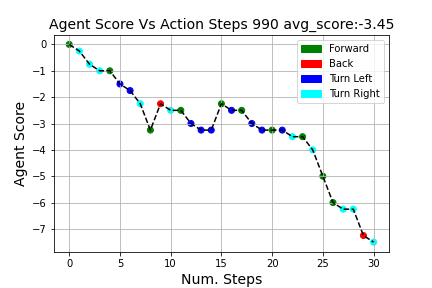 Agent Score Vs Action Steps 990 avg_score:-3.45
Agent Score
0
−1
−2
−3
−4
−5
−6
−7
Forward
Back
Turn Left
Turn Right
0 5 10 15 20 25 30
Num. Steps